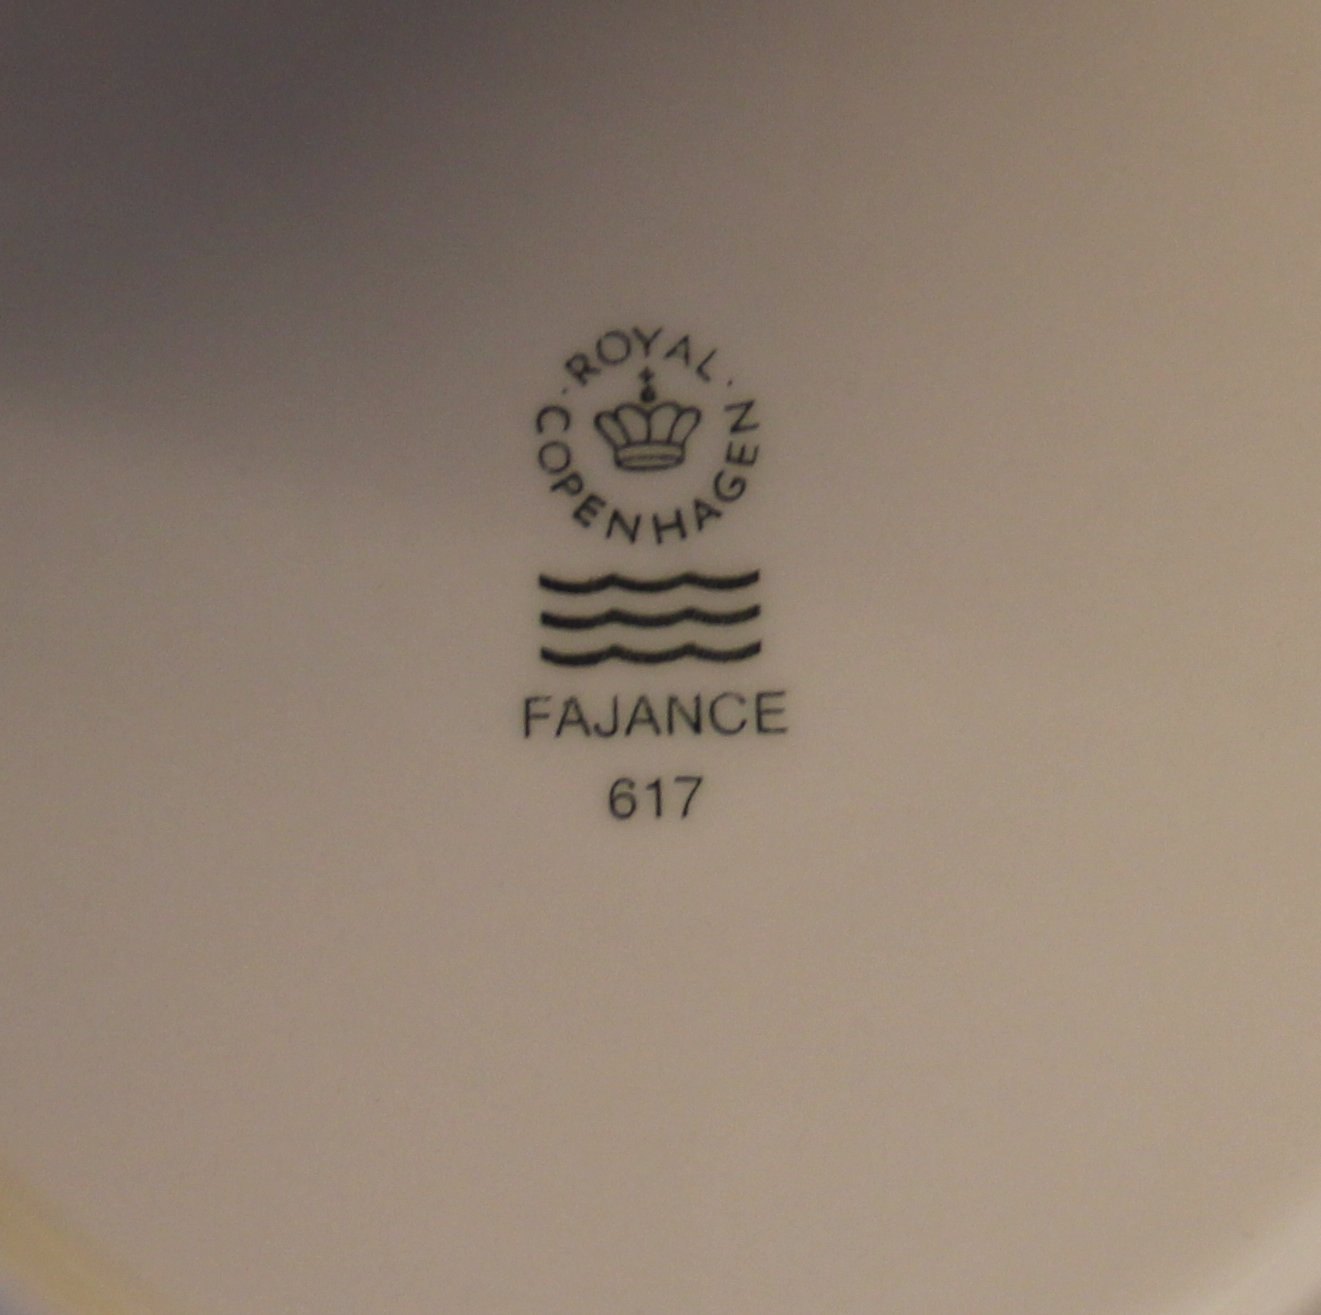 · ROYAL ·
COPENHAGEN
FAJANCE
617